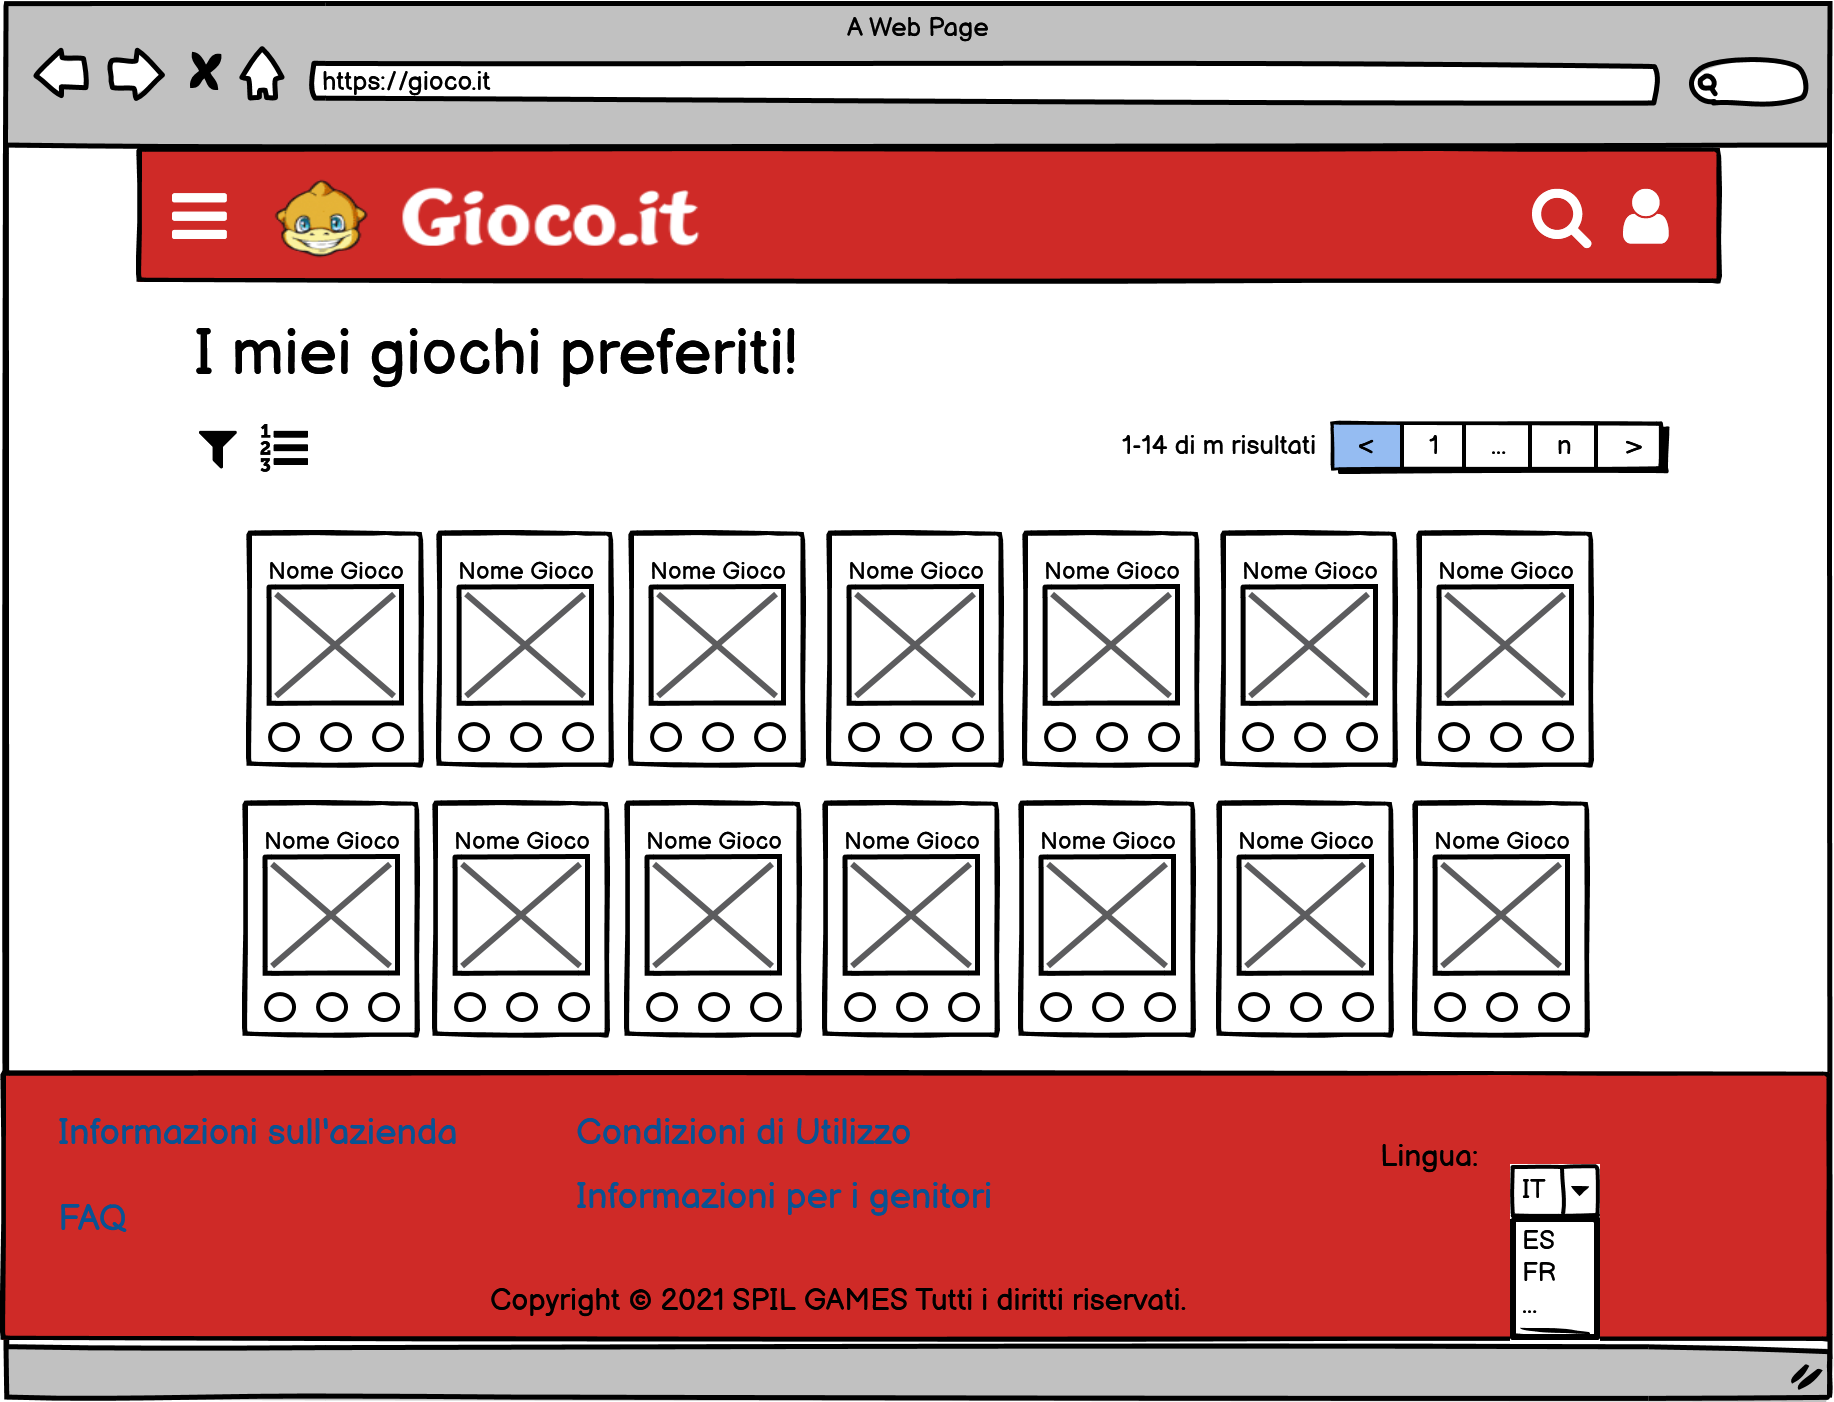 A Web Page
https://gioco.it
Gioco.it
I miei giochi preferiti!
1
2
3
1-14 di m risultati < 1 ... n >
Nome Gioco Nome Gioco Nome Gioco Nome Gioco Nome Gioco Nome Gioco Nome Gioco
Nome Gioco Nome Gioco Nome Gioco Nome Gioco Nome Gioco Nome Gioco Nome Gioco
Informazioni sull'azienda
Condizioni di Utilizzo
Lingua:
IT
Informazioni per i genitori
FAQ
ES
FR
...
Copyright © 2021 SPIL GAMES Tutti i diritti riservati.